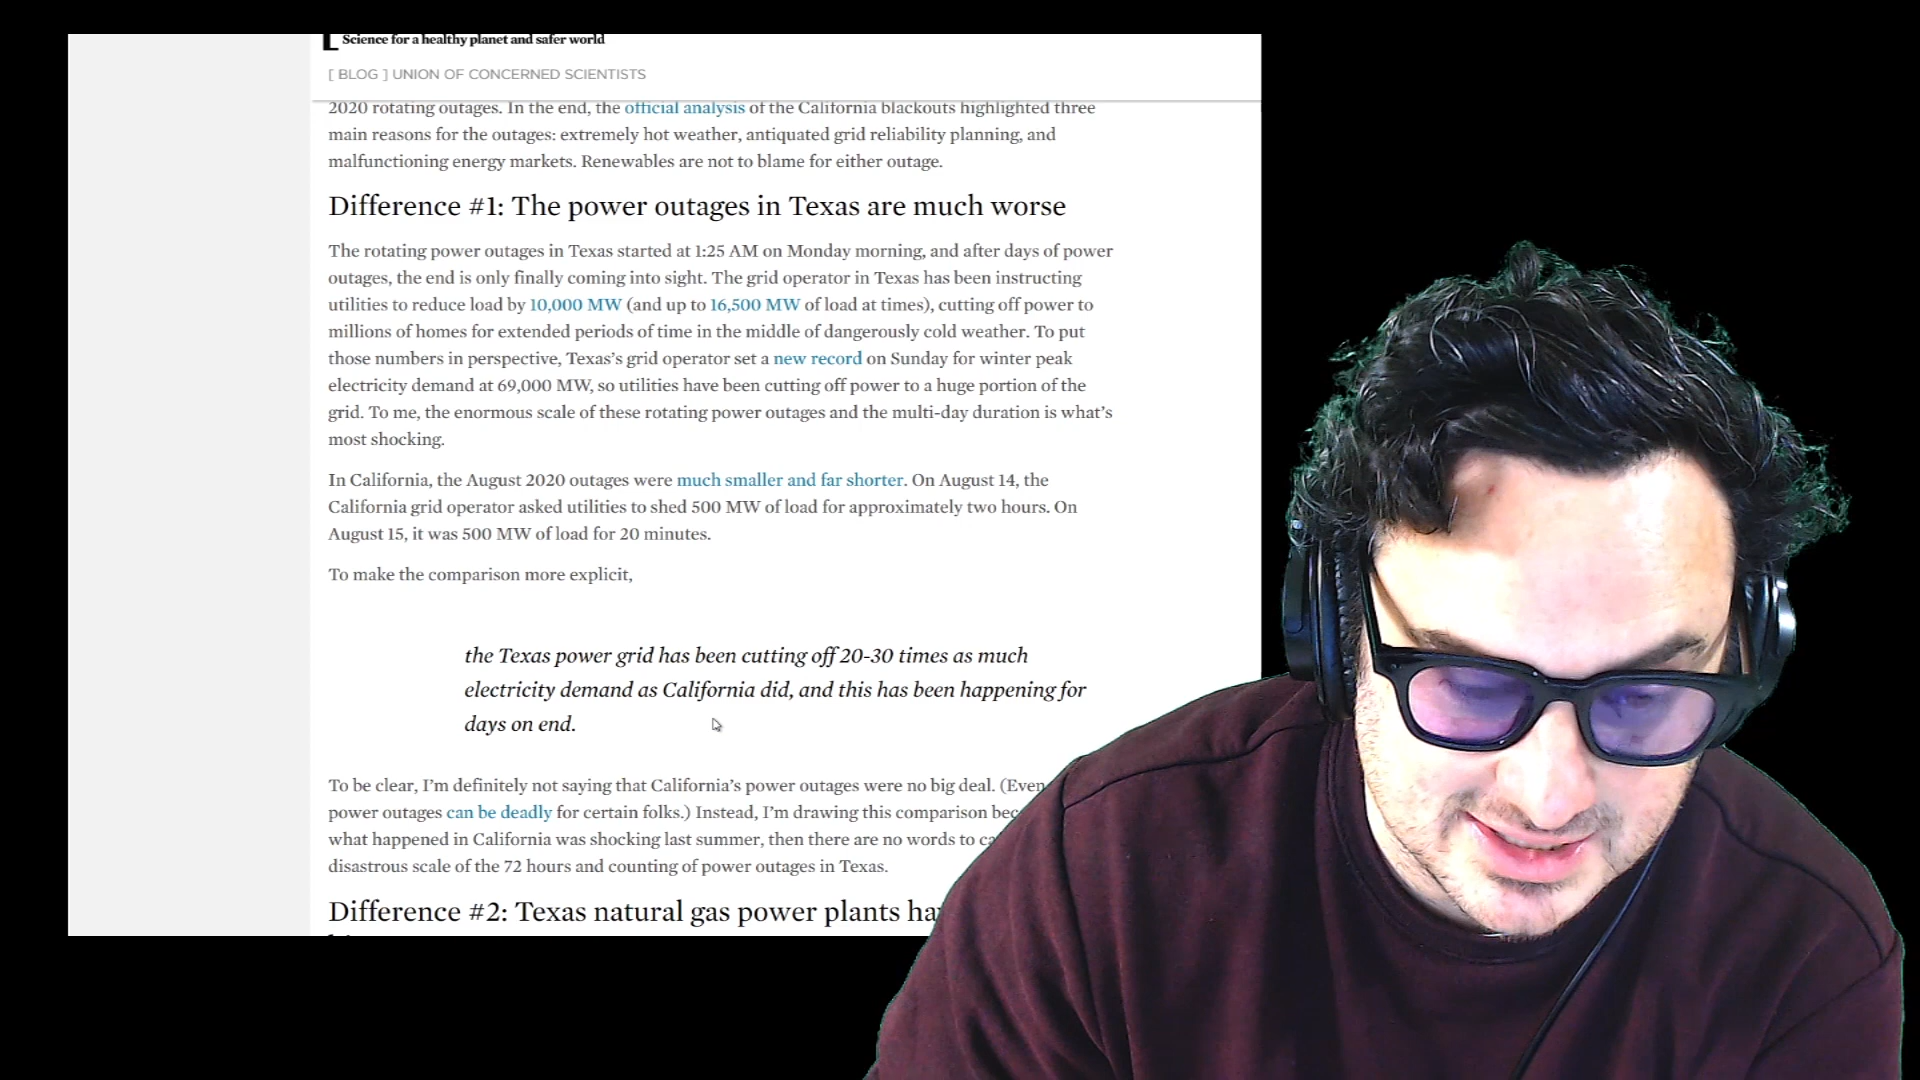 Science for a healthy planet and safer world
[ BLOG ] UNION OF CONCERNED SCIENTISTS
2020 rotating outages. In the end, the official analysis of the California blackouts highlighted three
main reasons for the outages: extremely hot weather, antiquated grid reliability planning, and
malfunctioning energy markets. Renewables are not to blame for either outage.
Difference #1: The power outages in Texas are much worse
The rotating power outages in Texas started at 1:25 AM on Monday morning, and after days of power
outages, the end is only finally coming into sight. The grid operator in Texas has been instructing
utilities to reduce load by 10,000 MW (and up to 16,500 MW of load at times), cutting off power to
millions of homes for extended periods of time in the middle of dangerously cold weather. To put
those numbers in perspective, Texas’s grid operator set a new record on Sunday for winter peak
electricity demand at 69,000 MW, so utilities have been cutting off power to a huge portion of the
grid. To me, the enormous scale of these rotating power outages and the multi-day duration is what’s
most shocking.
In California, the August 2020 outages were much smaller and far shorter. On August 14, the
California grid operator asked utilities to shed 500 MW of load for approximately two hours. On
August 15, it was 500 MW of load for 20 minutes.
To make the comparison more explicit,
the Texas power grid has been cutting off 20-30 times as much
electricity demand as California did, and this has been happening for
days on end.
To be clear, I’m definitely not saying that California’s power outages were no big deal. (Even
power outages can be deadly for certain folks.) Instead, I’m drawing this comparison
what happened in California was shocking last summer, then there are no words to
disastrous scale of the 72 hours and counting of power outages in Texas.
Difference #2: Texas natural gas power plants